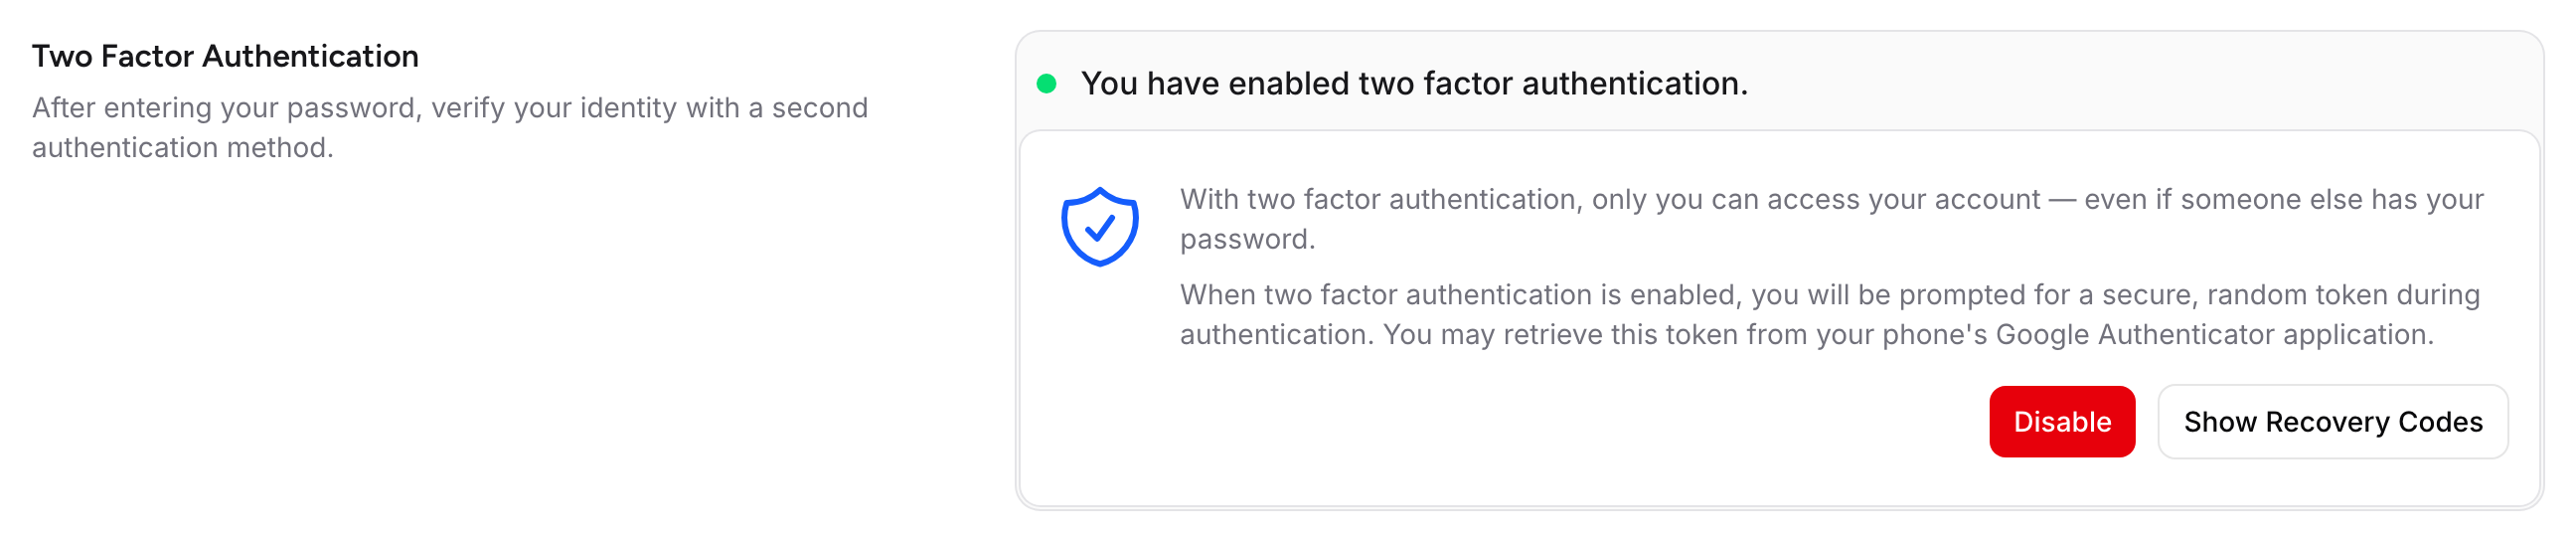 Two Factor Authentication
After entering your password, verify your identity with a second
authentication method.
You have enabled two factor authentication.
With two factor authentication, only you can access your account — even if someone else has your
password.
When two factor authentication is enabled, you will be prompted for a secure, random token during
authentication. You may retrieve this token from your phone's Google Authenticator application.
Disable
Show Recovery Codes